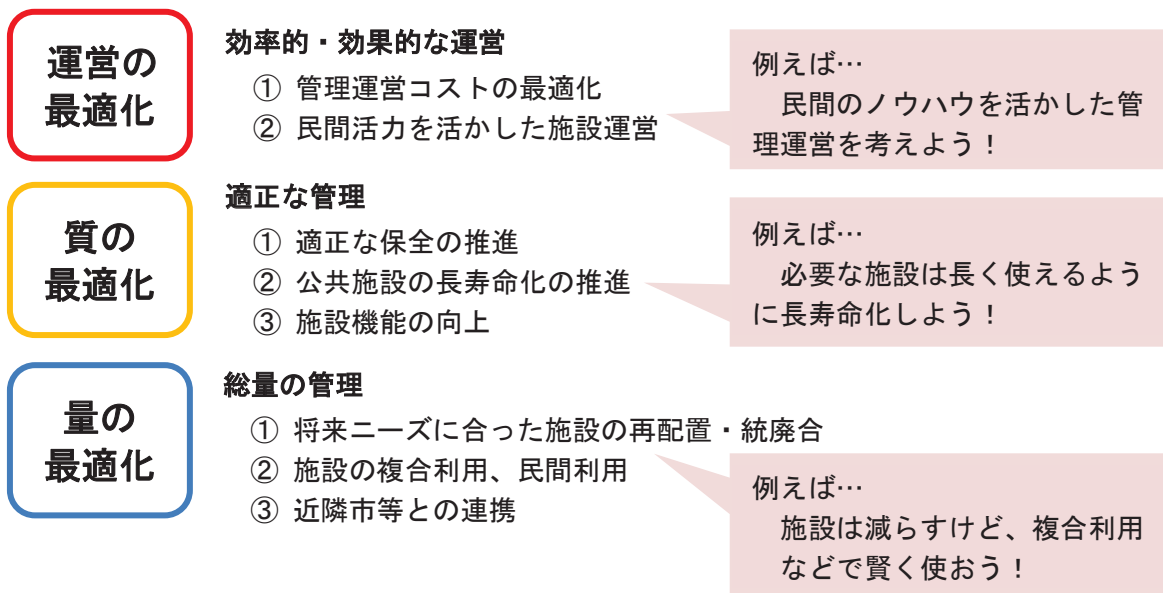 運営の
最適化
効率的・効果的な運営
① 管理運営コストの最適化
② 民間活力を活かした施設運営
例えば…
民間のノウハウを活かした管
理運営を考えよう！
質の
最適化
適正な管理
① 適正な保全の推進
② 公共施設の長寿命化の推進
③ 施設機能の向上
例えば…
必要な施設は長く使えるよう
に長寿命化しよう！
量の
最適化
総量の管理
① 将来ニーズに合った施設の再配置・統廃合
② 施設の複合利用、民間利用
③ 近隣市等との連携
例えば…
施設は減らすけど、複合利用
などで賢く使おう！